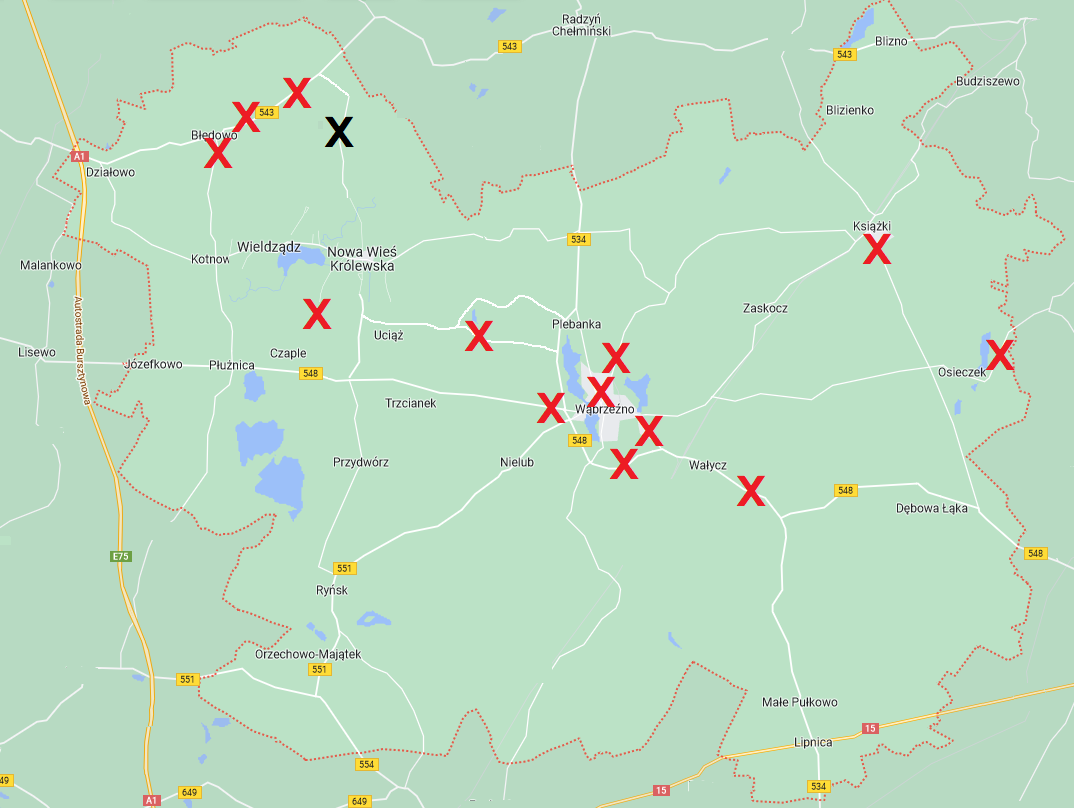 Radzyń
Chełmiński
543
Blizno
543
Budziszewo
X
543
X
Blizienko
X
Błedowo
X
A1
Działowo
Książki
534
X
Wieldządz
Nowa Wieś
Królewska
Kotnow
Malankowo
Autostrada Bursztynowa
X
Zaskocz
Plebanka
Uciąż
X
Lisewo
Czaple
X
X
Józefkowo
Płużnica
548
Osieczek
X
Trzcianek
X
Wąbrzeźno
X
548
Przydwórz
Nielub
X
Wałycz
X
548
Dębowa Łąka
E75
548
551
Ryńsk
Orzechowo-Majątek
551
551
Małe Pułkowo
15
Lipnica
554
49
649
A1
649
15
534